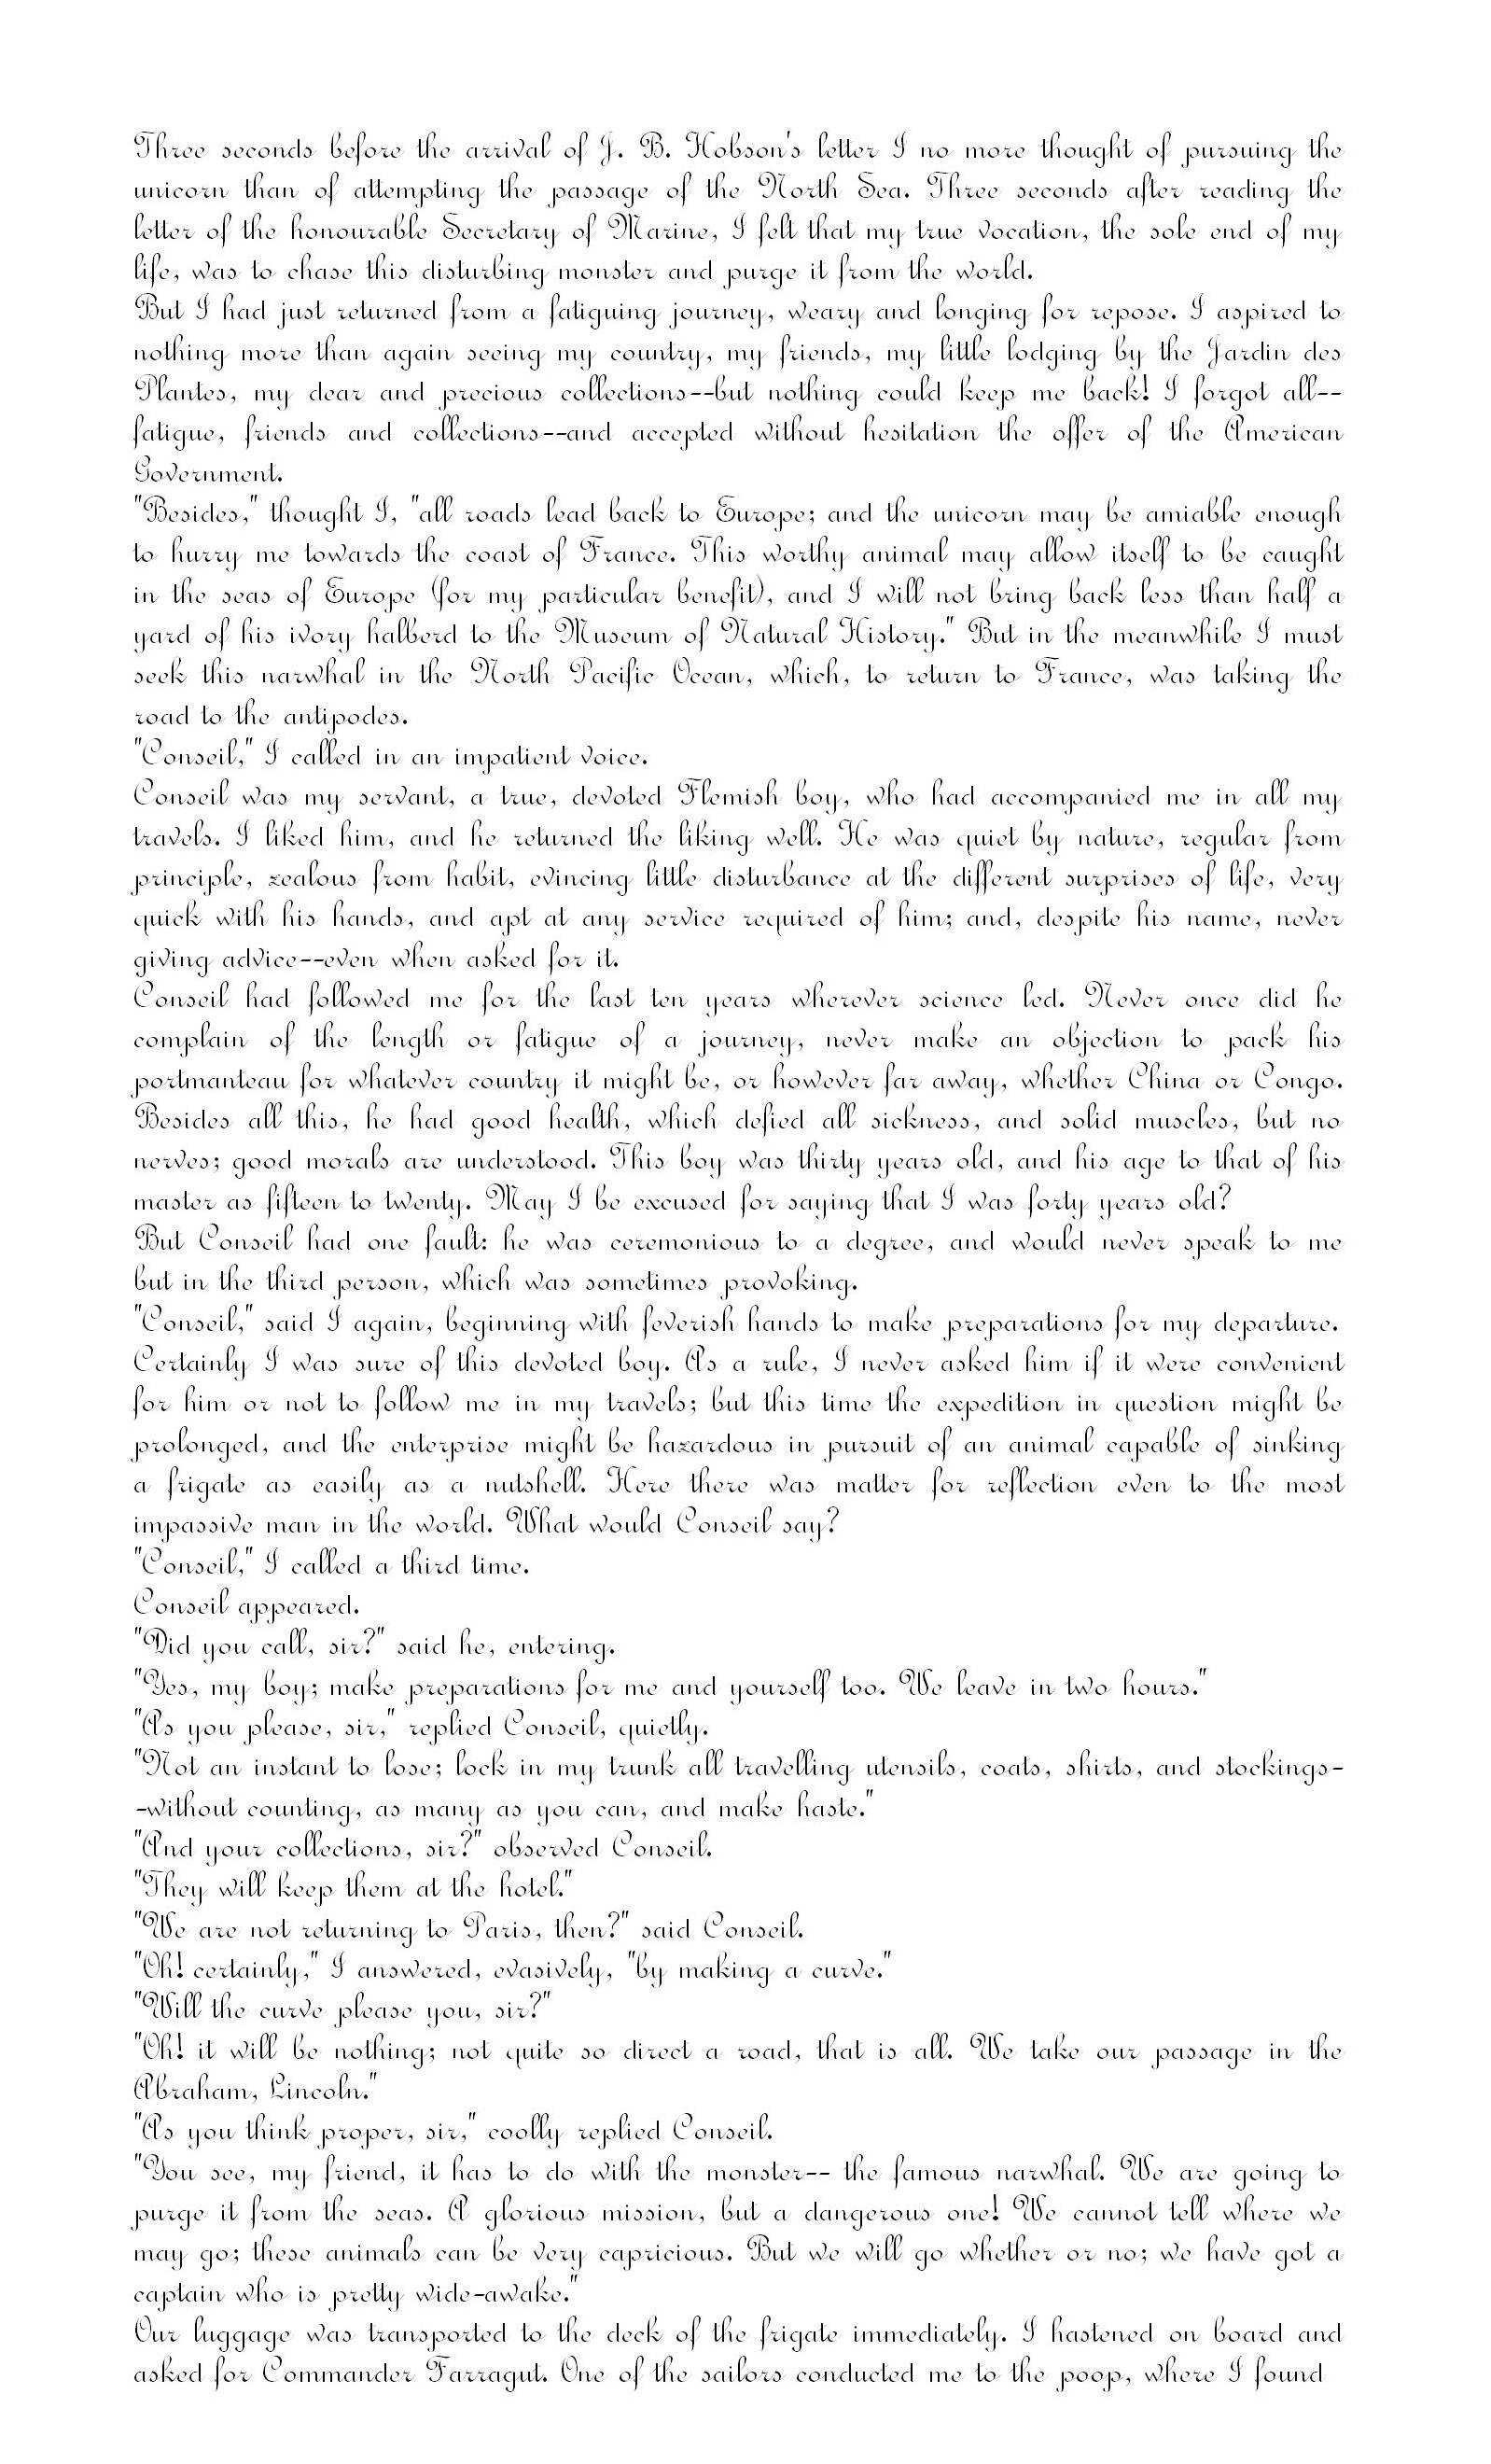 Three seconds before the arrival of J. B. Hobson's letter I no more thought of pursuing the
unicorn than of attempting the passage of the North Sea. Three seconds after reading the
letter of the honourable Secretary of Marine, I felt that my true vocation, the sole end of my
life, was to chase this disturbing monster and purge it from the world.
But I had just returned from a fatiguing journey, weary and longing for repose. I aspired to
nothing more than again seeing my country, my friends, my little lodging by the Jardin des
Plantes, my dear and precious collections--but nothing could keep me back! I forgot all--
fatigue, friends and collections--and accepted without hesitation the offer of the American
Government.
"Besides," thought I, "all roads lead back to Europe; and the unicorn may be amiable enough
to hurry me towards the coast of France. This worthy animal may allow itself to be caught
in the seas of Europe (for my particular benefit), and I will not bring back less than half a
yard of his ivory halberd to the Museum of Natural History." But in the meanwhile I must
seek this narwhal in the North Pacific Ocean, which, to return to France, was taking the
road to the antipodes.
"Conseil," I called in an impatient voice.
Conseil was my servant, a true, devoted Flemish boy, who had accompanied me in all my
travels. I liked him, and he returned the liking well. He was quiet by nature, regular from
principle, zealous from habit, evincing little disturbance at the different surprises of life, very
quick with his hands, and apt at any service required of him; and, despite his name, never
giving advice--even when asked for it.
Conseil had followed me for the last ten years wherever science led. Never once did he
complain of the length or fatigue of a journey, never make an objection to pack his
portmanteau for whatever country it might be, or however far away, whether China or Congo.
Besides all this, he had good health, which defied all sickness, and solid muscles, but no
nerves; good morals are understood. This boy was thirty years old, and his age to that of his
master as fifteen to twenty. May I be excused for saying that I was forty years old?
But Conseil had one fault: he was ceremonious to a degree, and would never speak to me
but in the third person, which was sometimes provoking.
"Conseil," said I again, beginning with feverish hands to make preparations for my departure.
Certainly I was sure of this devoted boy. As a rule, I never asked him if it were convenient
for him or not to follow me in my travels; but this time the expedition in question might be
prolonged, and the enterprise might be hazardous in pursuit of an animal capable of sinking
a frigate as easily as a nutshell. Here there was matter for reflection even to the most
impassive man in the world. What would Conseil say?
"Conseil," I called a third time.
Conseil appeared.
"Did you call, sir?" said he, entering.
"Yes, my boy; make preparations for me and yourself too. We leave in two hours."
"As you please, sir," replied Conseil, quietly.
"Not an instant to lose; lock in my trunk all travelling utensils, coats, shirts, and stockings-
-without counting, as many as you can, and make haste."
"And your collections, sir?" observed Conseil.
"They will keep them at the hotel."
"We are not returning to Paris, then?" said Conseil.
"Oh! certainly," I answered, evasively, "by making a curve."
"Will the curve please you, sir?"
"Oh! it will be nothing; not quite so direct a road, that is all. We take our passage in the
Abraham, Lincoln."
"As you think proper, sir," coolly replied Conseil.
"You see, my friend, it has to do with the monster-- the famous narwhal. We are going to
purge it from the seas. A glorious mission, but a dangerous one! We cannot tell where we
may go; these animals can be very capricious. But we will go whether or no; we have got a
captain who is pretty wide-awake."
Our luggage was transported to the deck of the frigate immediately. I hastened on board and
asked for Commander Farragut. One of the sailors conducted me to the poop, where I found